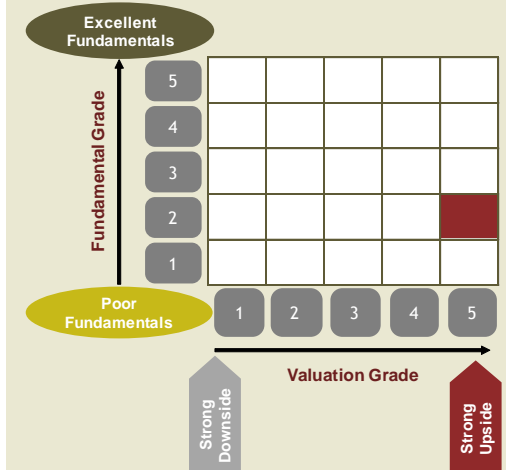 Excellent
Fundamentals
Fundamental Grade
5
4
3
2
1
Poor
Fundamentals
1 2 3 4 5
Valuation Grade
Strong
Downside
Strong
Upside